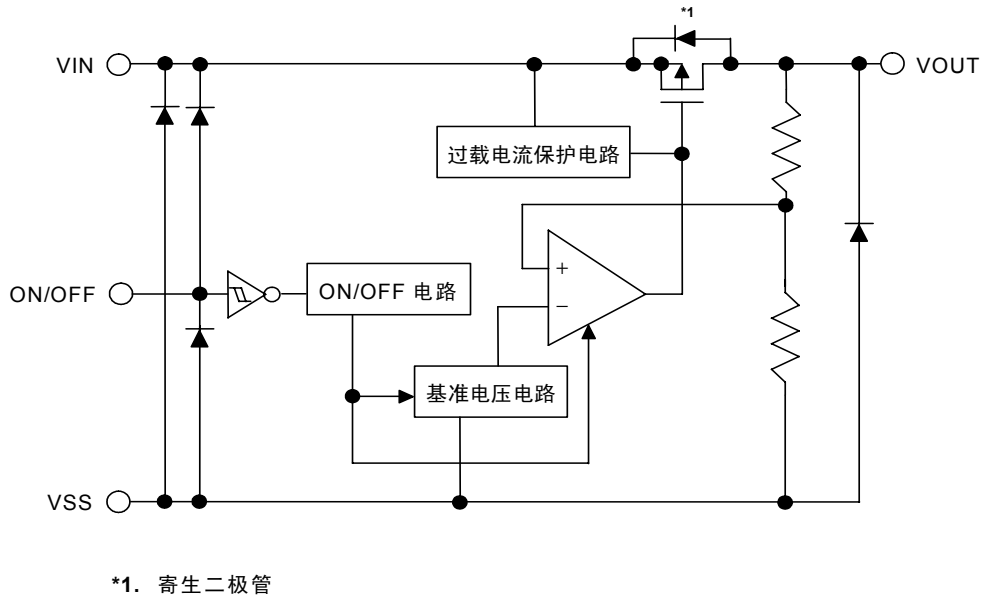 *1
VIN
VOUT
过载电流保护电路
+
−
ON/OFF
ON/OFF 电路
基准电压电路
VSS
*1. 寄生二极管